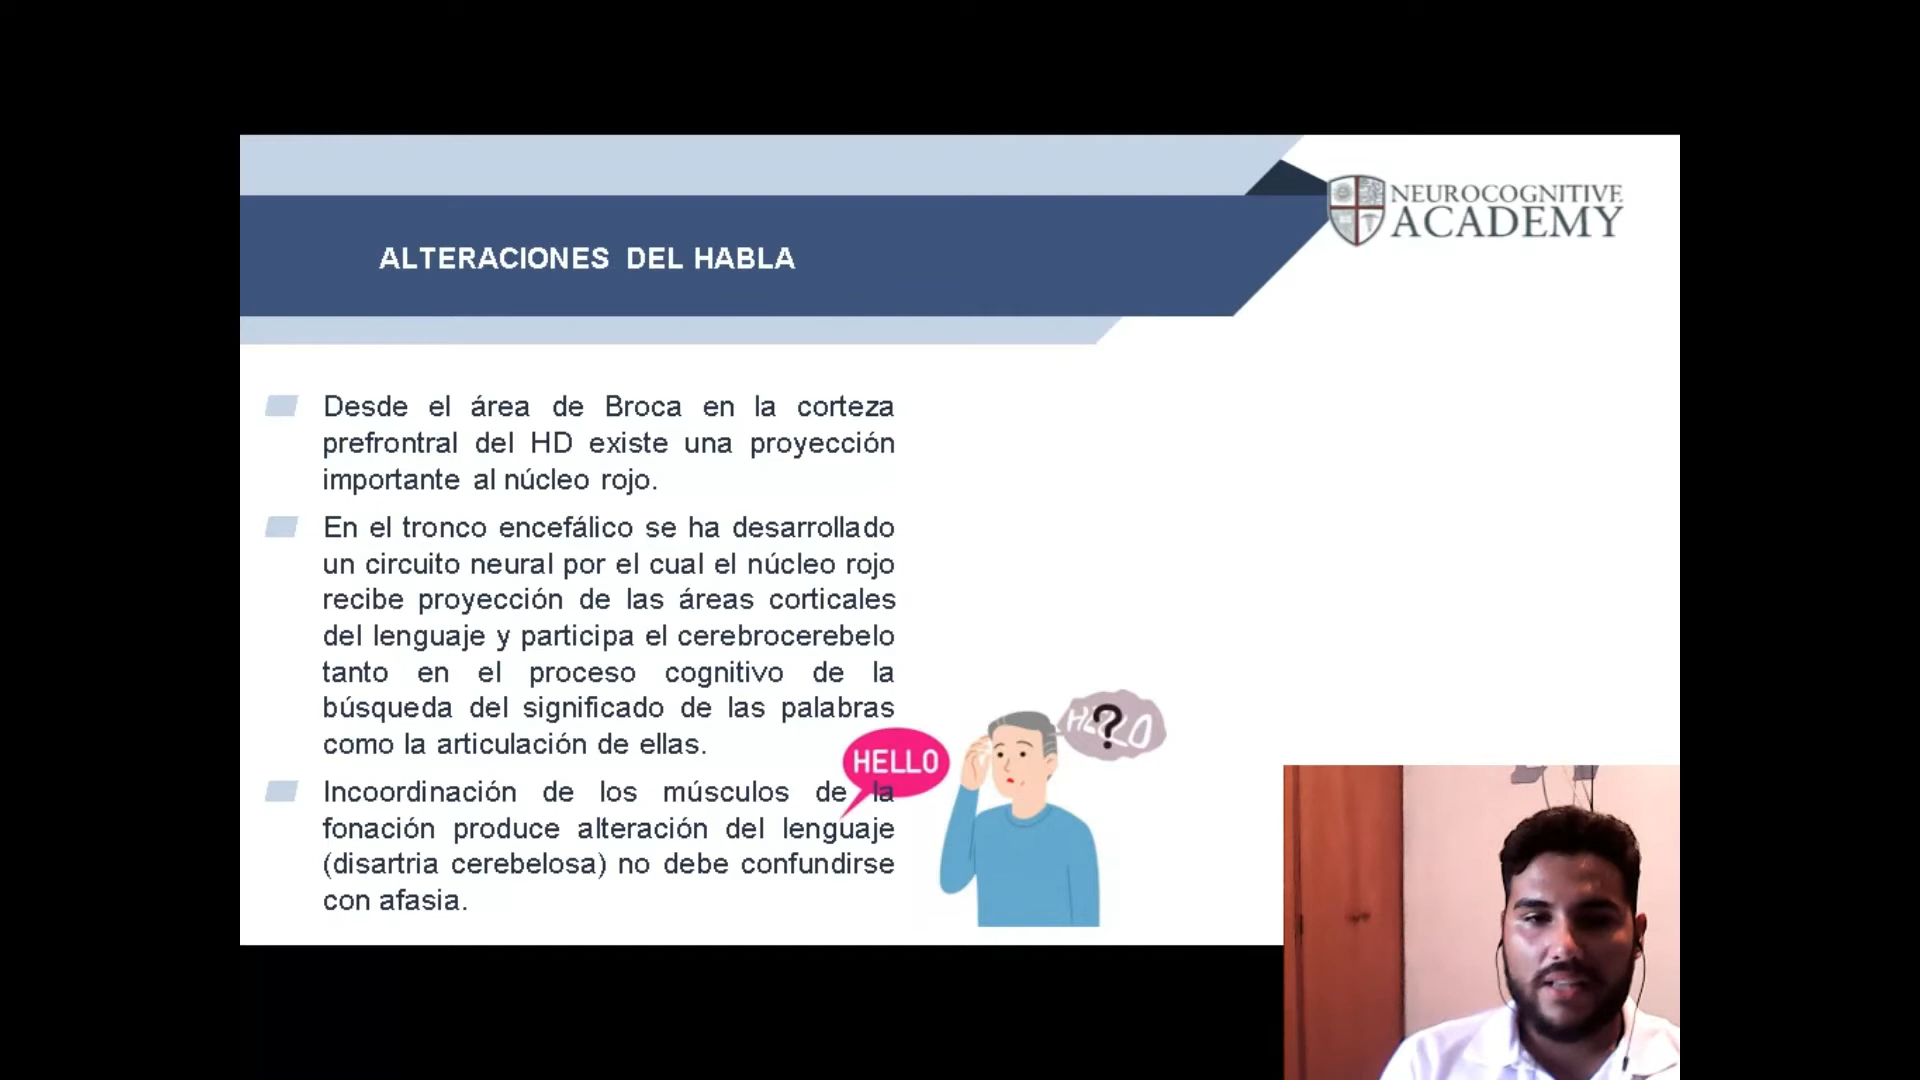 NEUROCOGNITIVE
ACADEMY
ALTERACIONES DEL HABLA
Desde el área de Broca en la corteza
prefrontral del HD existe una proyección
importante al núcleo rojo.
En el tronco encefálico se ha desarrollado
un circuito neural por el cual el núcleo rojo
recibe proyección de las áreas corticales
del lenguaje y participa el cerebrocerebelo
tanto en el proceso cognitivo de la
búsqueda del significado de las palabras
como la articulación de ellas.
Incoordinación de los músculos de la
fonación produce alteración del lenguaje
(disartria cerebelosa) no debe confundirse
con afasia.
HELLO
HELLO
?